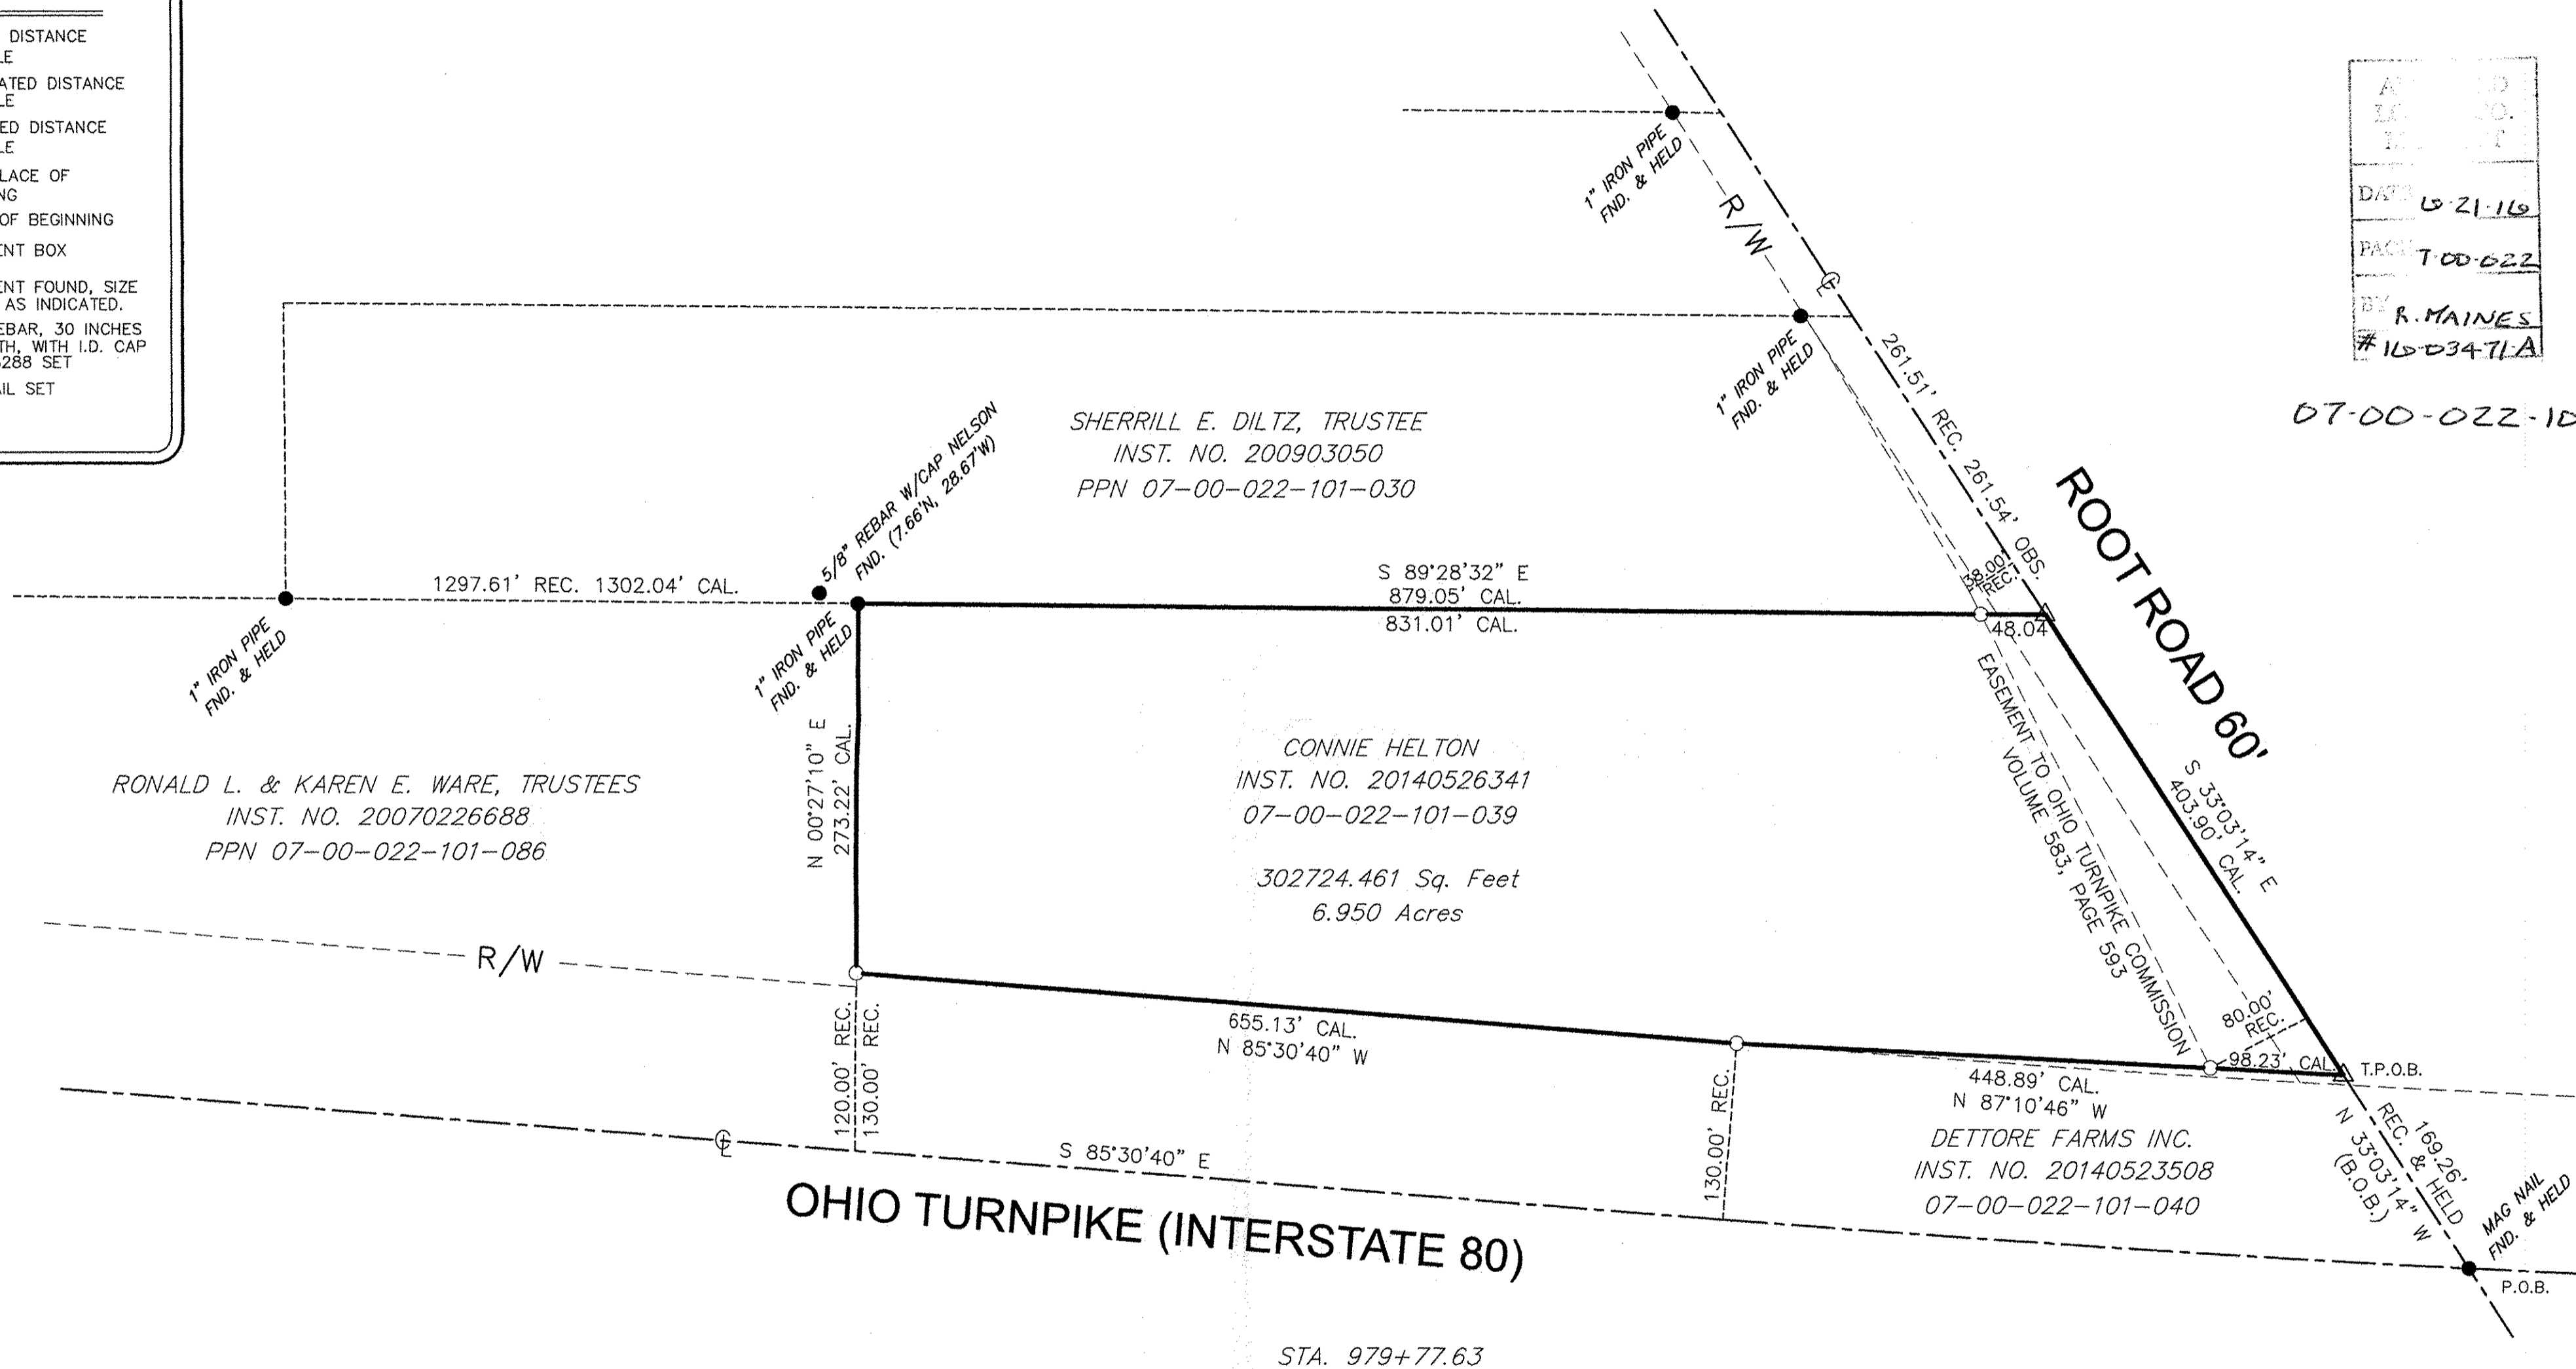 DISTANCE
LE
ATED DISTANCE
LE
ED DISTANCE
LE
LACE OF
NG
OF BEGINNING
ENT BOX
ENT FOUND, SIZE
AS INDICATED.
EBAR, 30 INCHES
TH, WITH I.D. CAP
288 SET
AIL SET
1" IRON PIPE
FND. & HELD
R/W
CL
1" IRON PIPE
FND. & HELD
261.51' REC. 261.54' OBS.
DATE 6-21-16
PAGE 7-00-022
BY R. MAINES
# 16-03471-A
07-00-022-10
SHERRILL E. DILTZ, TRUSTEE
INST. NO. 200903050
PPN 07-00-022-101-030
5/8" REBAR W/CAP NELSON
FND. (7.66'N, 28.67'W)
1297.61' REC. 1302.04' CAL.
1" IRON PIPE
FND. & HELD
1" IRON PIPE
FND. & HELD
S 89°28'32" E
879.05' CAL.
831.01' CAL.
38.00'
REC.
48.04
ROOT ROAD 60'
N 00°27'10" E
273.22' CAL.
RONALD L. & KAREN E. WARE, TRUSTEES
INST. NO. 20070226688
PPN 07-00-022-101-086
CONNIE HELTON
INST. NO. 20140526341
07-00-022-101-039
302724.461 Sq. Feet
6.950 Acres
EASEMENT TO OHIO TURNPIKE COMMISSION
VOLUME 583, PAGE 593
S 33°03'14" E
403.90' CAL.
R/W
80.00'
REC.
98.23' CAL.
T.P.O.B.
655.13' CAL.
N 85°30'40" W
448.89' CAL.
N 87°10'46" W
120.00' REC.
130.00' REC.
130.00' REC.
CL
S 85°30'40" E
DETTORE FARMS INC.
INST. NO. 20140523508
07-00-022-101-040
169.26'
REC. & HELD
N 33°03'14" W
(B.O.B.)
MAG NAIL
FND. & HELD
P.O.B.
OHIO TURNPIKE (INTERSTATE 80)
STA. 979+77.63